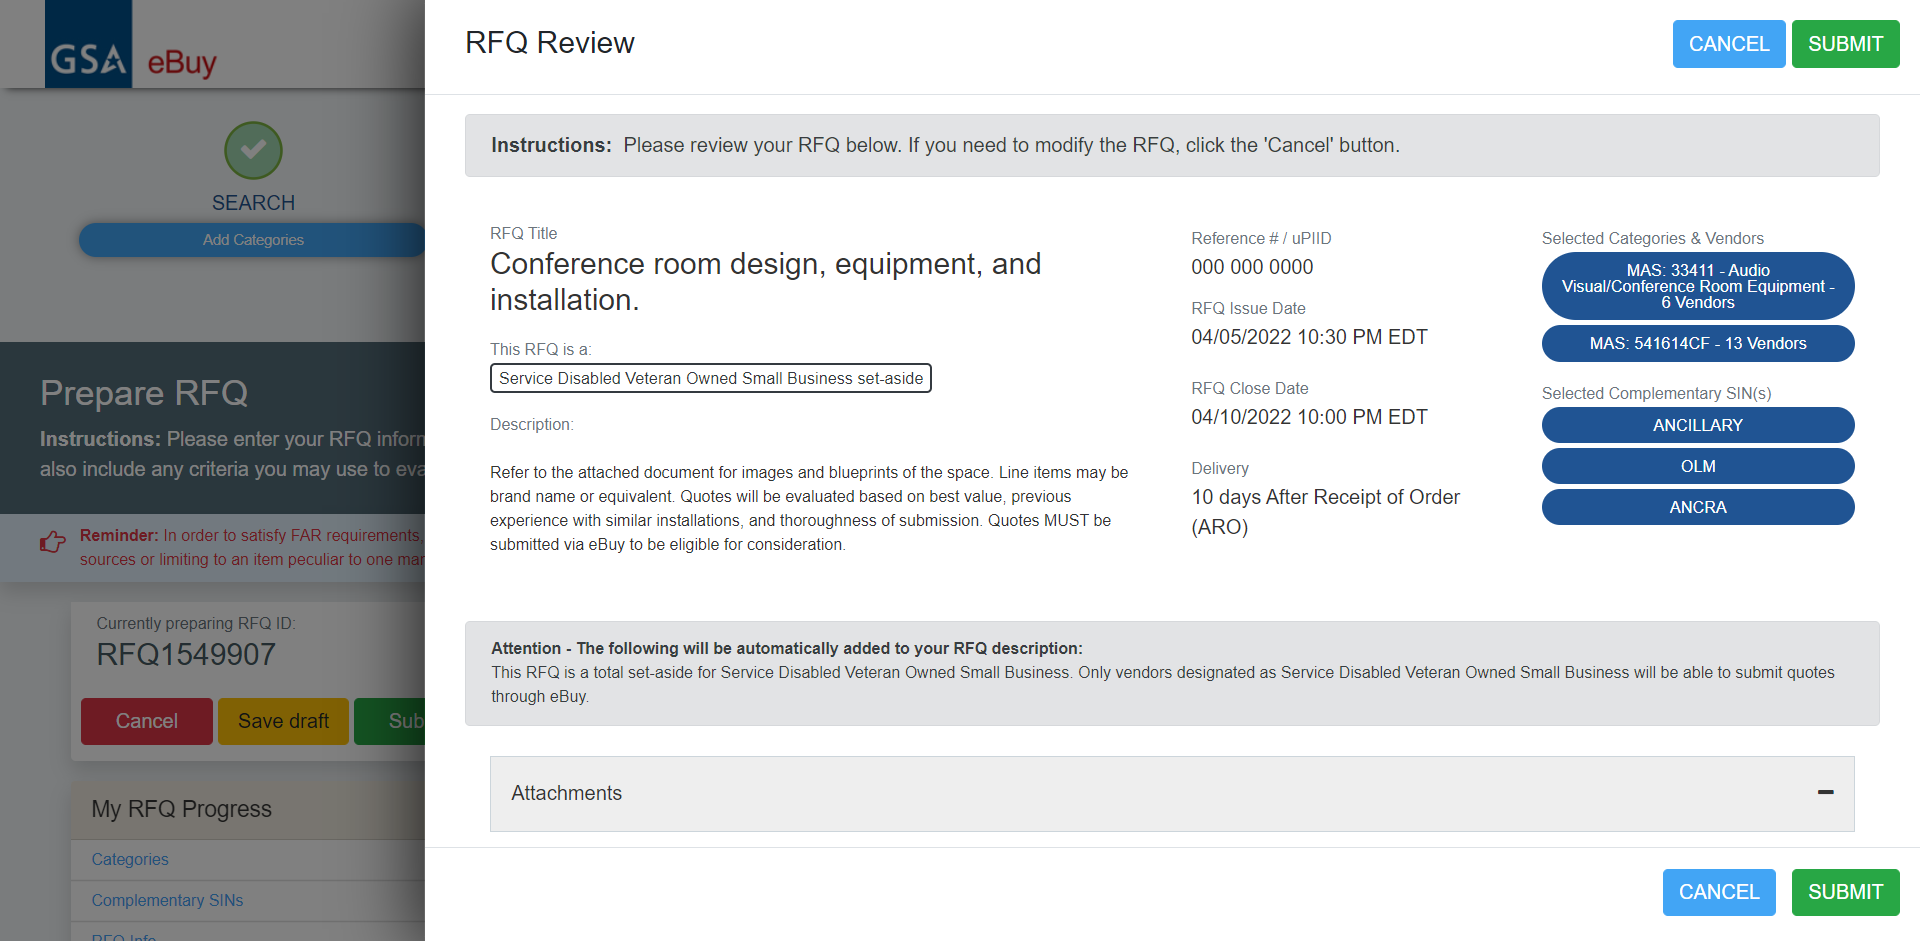 GSA eBuy
SEARCH
Add Categories
Prepare RFQ
Instructions: Please enter your RFQ
also include any criteria you may use to
Reminder: In order to satisfy FAR requirements,
sources or limiting to an item peculiar to one
Currently preparing RFQ ID:
RFQ1549907
Cancel
Save draft
My RFQ Progress
Categories
Complementary SINs
RFQ Info
RFQ Review
CANCEL
SUBMIT
Instructions: Please review your RFQ below. If you need to modify the RFQ, click the 'Cancel' button.
RFQ Title
Conference room design, equipment, and
installation.
This RFQ is a:
Service Disabled Veteran Owned Small Business set-aside
Description:
Refer to the attached document for images and blueprints of the space. Line items may be
brand name or equivalent. Quotes will be evaluated based on best value, previous
experience with similar installations, and thoroughness of submission. Quotes MUST be
submitted via eBuy to be eligible for consideration.
Reference # / uPIID
000 000 0000
RFQ Issue Date
04/05/2022 10:30 PM EDT
RFQ Close Date
04/10/2022 10:00 PM EDT
Delivery
10 days After Receipt of Order
(ARO)
Selected Categories & Vendors
MAS: 33411 - Audio
Visual/Conference Room Equipment -
6 Vendors
MAS: 541614CF - 13 Vendors
Selected Complementary SIN(s)
ANCILLARY
OLM
ANCRA
Attention - The following will be automatically added to your RFQ description:
This RFQ is a total set-aside for Service Disabled Veteran Owned Small Business. Only vendors designated as Service Disabled Veteran Owned Small Business will be able to submit quotes
through eBuy.
Attachments
CANCEL
SUBMIT